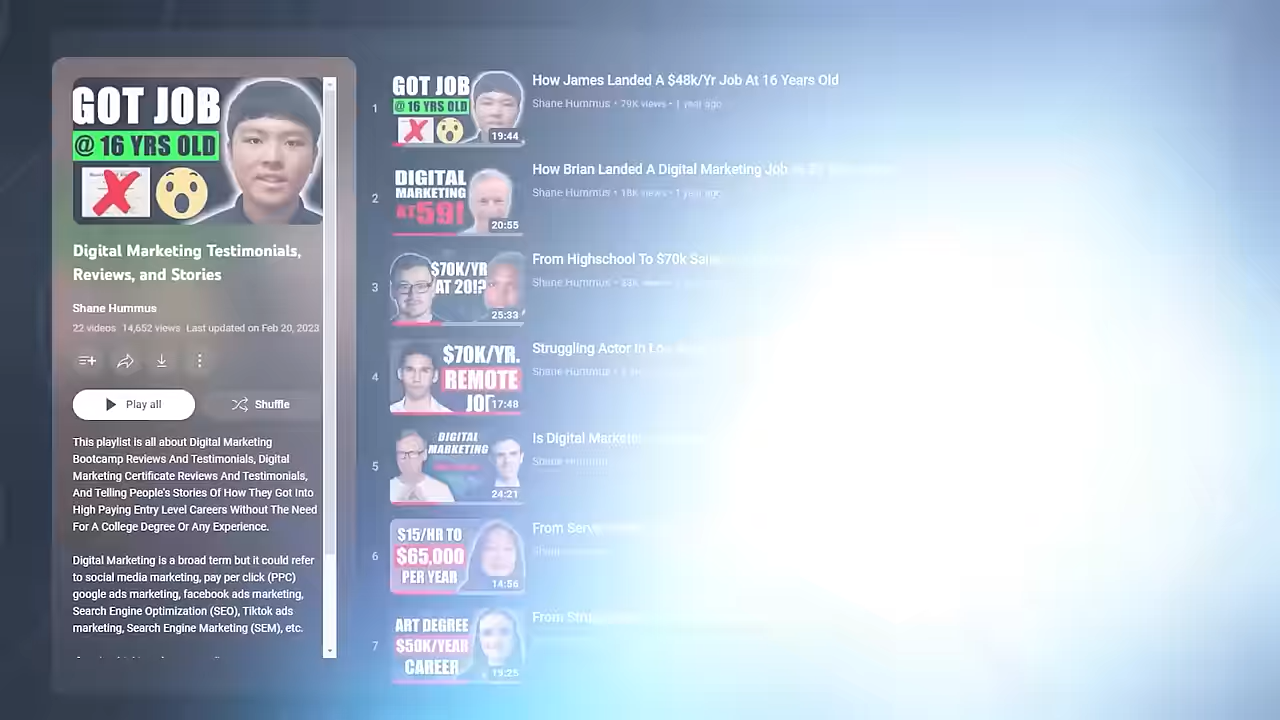 GOT JOB
@ 16 YRS OLD
Digital Marketing Testimonials,
Reviews, and Stories
Shane Hummus
22 videos 14,652 views Last updated on Feb 20, 2023
Play all
Shuffle
This playlist is all about Digital Marketing
Bootcamp Reviews And Testimonials, Digital
Marketing Certificate Reviews And Testimonials,
And Telling People's Stories Of How They Got Into
High Paying Entry Level Careers Without The Need
For A College Degree Or Any Experience.
Digital Marketing is a broad term but it could refer
to social media marketing, pay per click (PPC)
google ads marketing, facebook ads marketing,
Search Engine Optimization (SEO), Tiktok ads
marketing, Search Engine Marketing (SEM), etc.
1
GOT JOB
@ 16 YRS OLD
19:44
How James Landed A $48k/Yr Job At 16 Years Old
Shane Hummus • 79K views • 1 year ago
2
DIGITAL
MARKETING
AT 59!
20:55
How Brian Landed A Digital Marketing Job
Shane Hummus • 18K views • 1 year ago
3
$70K/YR
AT 20!?
25:33
From Highschool To $70k
Shane Hummus
4
$70K/YR.
REMOTE
17:48
Struggling Actor In
Shane Hummus
5
DIGITAL
MARKETING
24:21
Is Digital Marketing
Shane Hummus
6
$15/HR TO
$65,000
PER YEAR
14:56
From
7
ART DEGREE
$50K/YEAR
CAREER
19:25
From